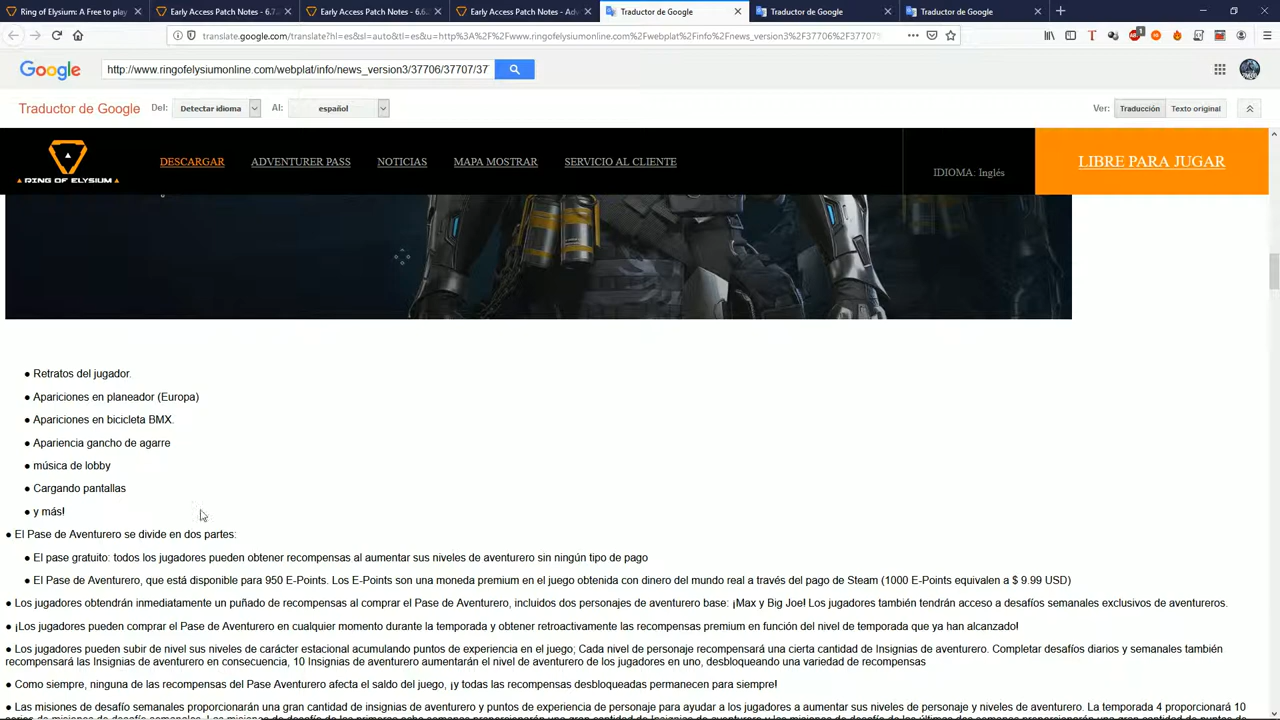 Ring of Elysium: A Free to play
Early Access Patch Notes - 6.7.
Early Access Patch Notes - 6.6.
Early Access Patch Notes - Adv
Traductor de Google
Traductor de Google
Traductor de Google
translate.google.com/translate?hl=es&sl=auto&tl=es&u=http%3A%2F%2Fwww.ringofelysiumonline.com%2Fwebplat%2Finfo%2Fnews_version3%2F37706%2F37707%2F
Google
http://www.ringofelysiumonline.com/webplat/info/news_version3/37706/37707/37
Traductor de Google
Del:
Detectar idioma
Al:
español
Ver:
Traducción
Texto original
RING OF ELYSIUM
DESCARGAR
ADVENTURER PASS
NOTICIAS
MAPA MOSTRAR
SERVICIO AL CLIENTE
IDIOMA: Inglés
LIBRE PARA JUGAR
● Retratos del jugador.
● Apariciones en planeador (Europa)
● Apariciones en bicicleta BMX.
● Apariencia gancho de agarre
● música de lobby
● Cargando pantallas
● y más!
● El Pase de Aventurero se divide en dos partes:
● El pase gratuito: todos los jugadores pueden obtener recompensas al aumentar sus niveles de aventurero sin ningún tipo de pago
● El Pase de Aventurero, que está disponible para 950 E-Points. Los E-Points son una moneda premium en el juego obtenida con dinero del mundo real a través del pago de Steam (1000 E-Points equivalen a $ 9.99 USD)
● Los jugadores obtendrán inmediatamente un puñado de recompensas al comprar el Pase de Aventurero, incluidos dos personajes de aventurero base: ¡Max y Big Joe! Los jugadores también tendrán acceso a desafíos semanales exclusivos de aventureros.
● ¡Los jugadores pueden comprar el Pase de Aventurero en cualquier momento durante la temporada y obtener retroactivamente las recompensas premium en función del nivel de temporada que ya han alcanzado!
● Los jugadores pueden subir de nivel sus niveles de carácter estacional acumulando puntos de experiencia en el juego; Cada nivel de personaje recompensará una cierta cantidad de Insignias de aventurero. Completar desafíos diarios y semanales también
recompensará las Insignias de aventurero en consecuencia, 10 Insignias de aventurero aumentarán el nivel de aventurero de los jugadores en uno, desbloqueando una variedad de recompensas
● Como siempre, ninguna de las recompensas del Pase Aventurero afecta el saldo del juego, ¡y todas las recompensas desbloqueadas permanecen para siempre!
● Las misiones de desafío semanales proporcionarán una gran cantidad de insignias de aventurero y puntos de experiencia de personaje para ayudar a los jugadores a aumentar sus niveles de personaje y niveles de aventurero. La temporada 4 proporcionará 10